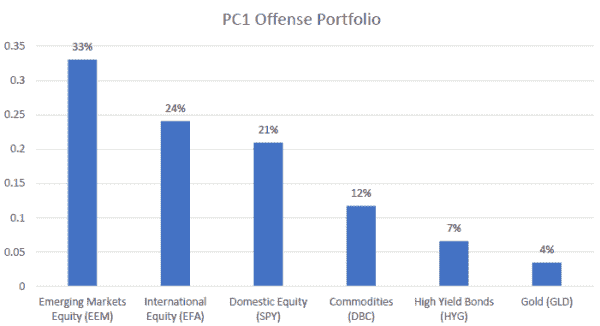 PC1 Offense Portfolio
0.35
0.3
0.25
0.2
0.15
0.1
0.05
0
33%
24%
21%
12%
7%
4%
Emerging Markets
Equity (EEM)
International
Equity (EFA)
Domestic Equity
(SPY)
Commodities
(DBC)
High Yield Bonds
(HYG)
Gold (GLD)